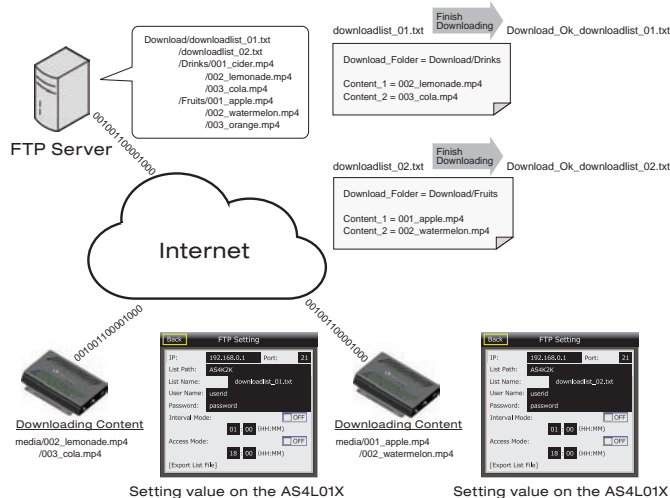 Download/downloadlist_01.txt
/downloadlist_02.txt
/Drinks/001_cider.mp4
/002_lemonade.mp4
/003_cola.mp4
/Fruits/001_apple.mp4
/002_watermelon.mp4
/003_orange.mp4
FTP Server
001001100001000
downloadlist_01.txt
Finish
Downloading
Download_Ok_downloadlist_01.txt
Download_Folder = Download/Drinks
Content_1 = 002_lemonade.mp4
Content_2 = 003_cola.mp4
downloadlist_02.txt
Finish
Downloading
Download_Ok_downloadlist_02.txt
Download_Folder = Download/Fruits
Content_1 = 001_apple.mp4
Content_2 = 002_watermelon.mp4
Internet
001001100001000
001001100001000
Downloading Content
media/002_lemonade.mp4
/003_cola.mp4
Back FTP Setting
IP: 192.168.0.1 Port: 21
List Path: AS4K2K
List Name: downloadlist_01.txt
User Name: userid
Password: password
Interval Mode: OFF
01 : 00 (HH:MM)
Access Mode: OFF
18 : 00 (HH:MM)
[Export List File]
Setting value on the AS4L01X
Downloading Content
media/001_apple.mp4
/002_watermelon.mp4
Back FTP Setting
IP: 192.168.0.1 Port: 21
List Path: AS4K2K
List Name: downloadlist_02.txt
User Name: userid
Password: password
Interval Mode: OFF
01 : 00 (HH:MM)
Access Mode: OFF
18 : 00 (HH:MM)
[Export List File]
Setting value on the AS4L01X